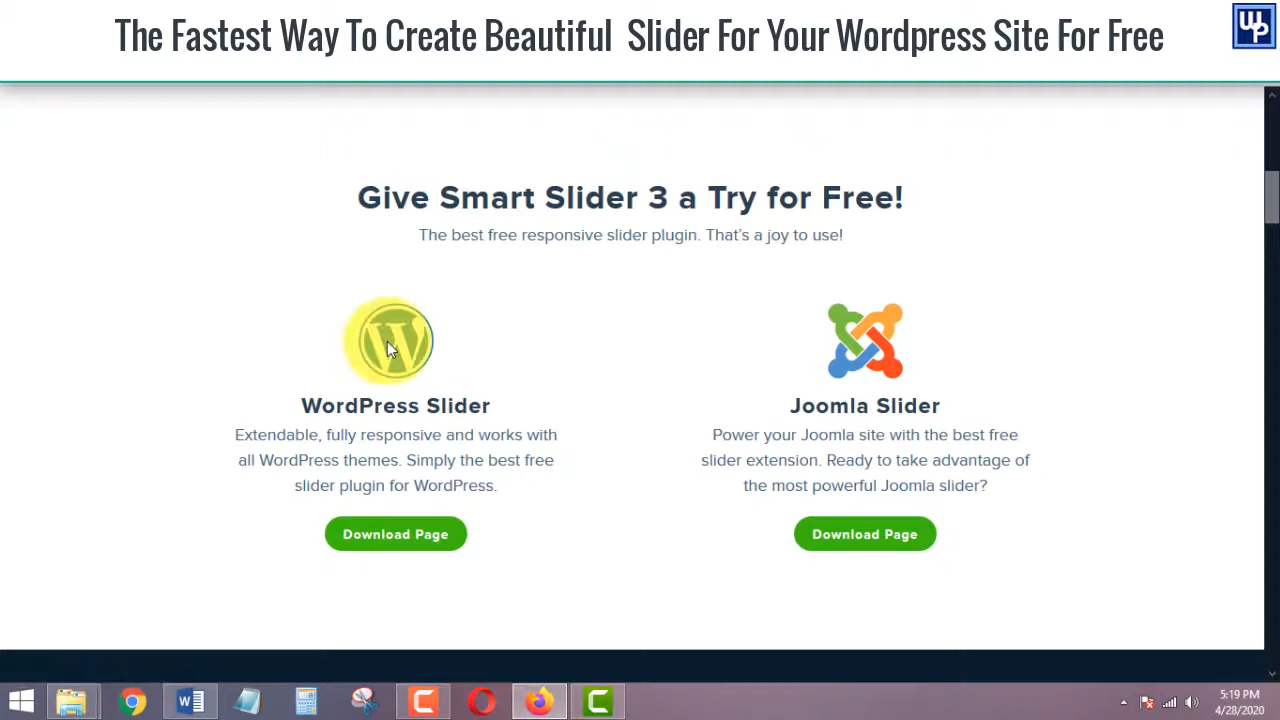 The Fastest Way To Create Beautiful Slider For Your Wordpress Site For Free
Give Smart Slider 3 a Try for Free!
The best free responsive slider plugin. That's a joy to use!
WordPress Slider
Extendable, fully responsive and works with
all WordPress themes. Simply the best free
slider plugin for WordPress.
Download Page
Joomla Slider
Power your Joomla site with the best free
slider extension. Ready to take advantage of
the most powerful Joomla slider?
Download Page
5:19 PM
4/28/2020